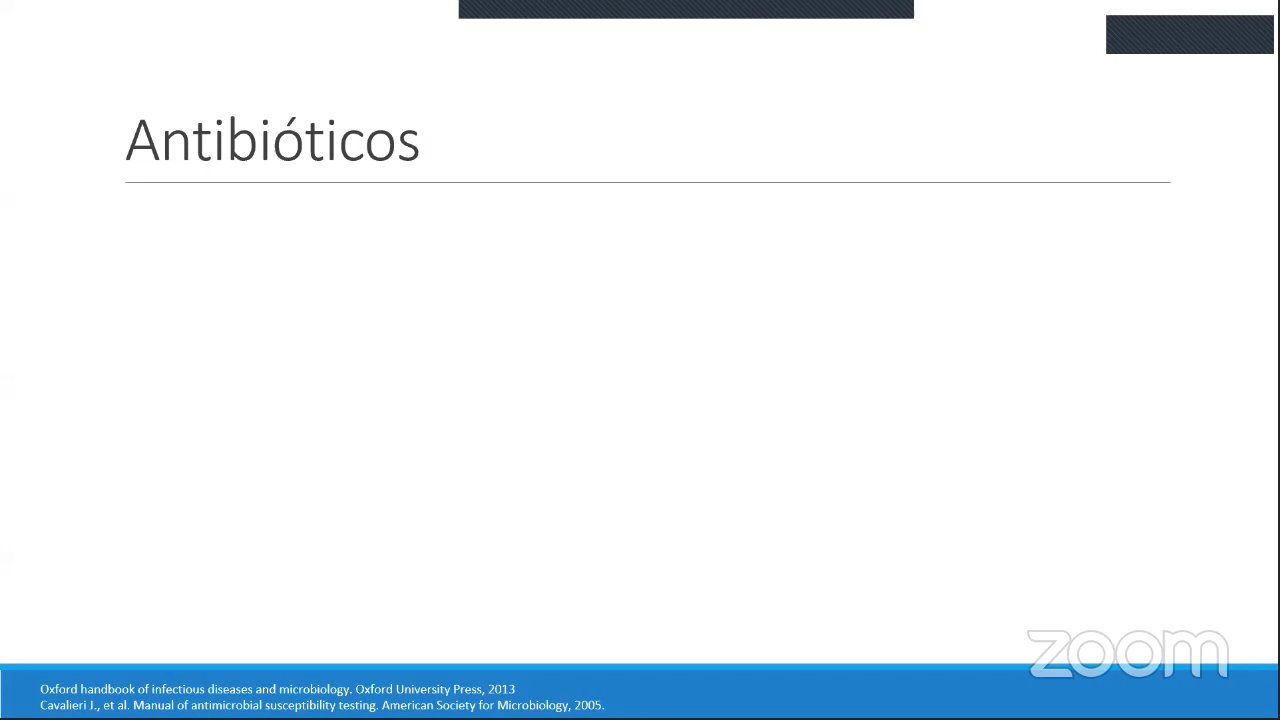 Antibióticos
zoom
Oxford handbook of infectious diseases and microbiology. Oxford University Press, 2013
Cavalieri J., et al. Manual of antimicrobial susceptibility testing. American Society for Microbiology, 2005.